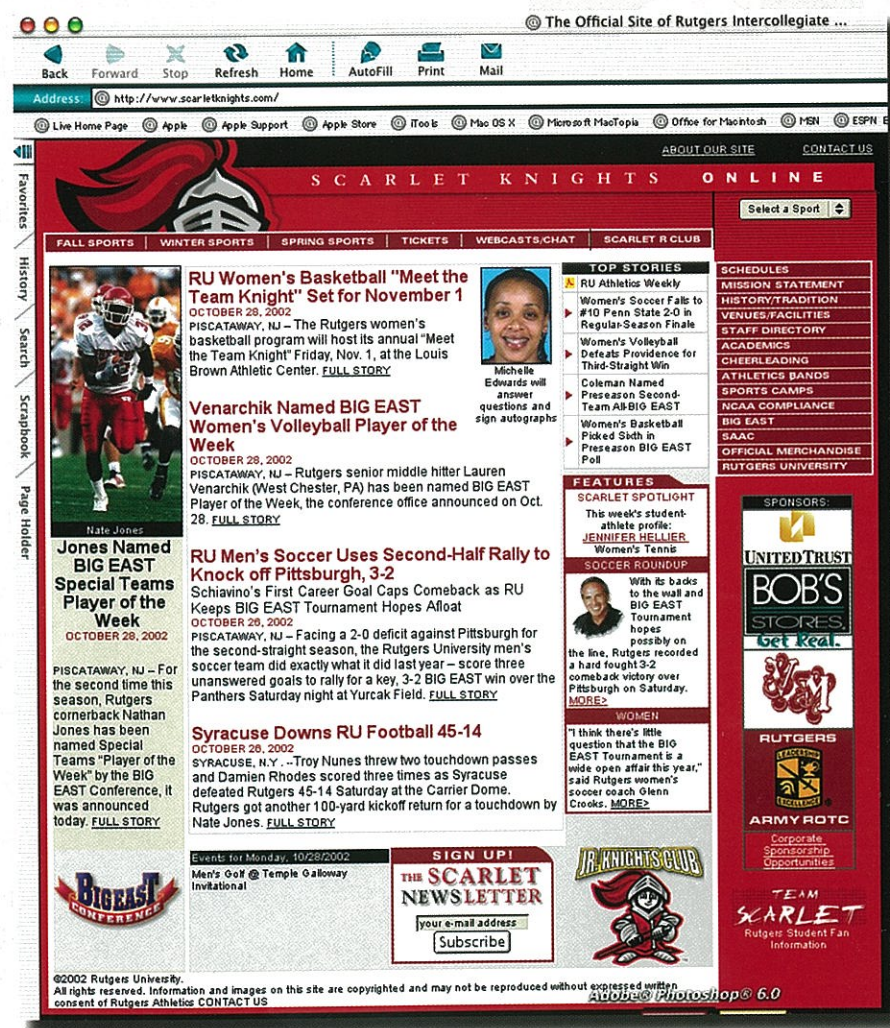 @ The Official Site of Rutgers Intercollegiate ...
Back Forward Stop Refresh Home AutoFill Print Mail
Address: @ http://www.scarletknights.com/
@ Live Home Page @ Apple @ Apple Support @ Apple Store @ iTools @ Mac OS X @ Microsoft MacTopia @ Office for Macintosh @ MSN @ ESPN E
Favorites
History
Search
Scrapbook
Page Holder
ABOUT OUR SITE CONTACT US
SCARLET KNIGHTS ONLINE
Select a Sport
FALL SPORTS WINTER SPORTS SPRING SPORTS TICKETS WEBCASTS/CHAT SCARLET R CLUB
Nate Jones
Jones Named
BIG EAST
Special Teams
Player of the
Week
OCTOBER 28, 2002
PISCATAWAY, NJ – For
the second time this
season, Rutgers
cornerback Nathan
Jones has been
named Special
Teams "Player of the
Week" by the BIG
EAST Conference, it
was announced
today. FULL STORY
RU Women's Basketball "Meet the
Team Knight" Set for November 1
OCTOBER 28, 2002
PISCATAWAY, NJ – The Rutgers women's
basketball program will host its annual "Meet
the Team Knight" Friday, Nov. 1, at the Louis
Brown Athletic Center. FULL STORY
Michelle
Edwards will
answer
questions and
sign autographs
Venarchik Named BIG EAST
Women's Volleyball Player of the
Week
OCTOBER 28, 2002
PISCATAWAY, NJ – Rutgers senior middle hitter Lauren
Venarchik (West Chester, PA) has been named BIG EAST
Player of the Week, the conference office announced on Oct.
28. FULL STORY
RU Men's Soccer Uses Second-Half Rally to
Knock off Pittsburgh, 3-2
Schiavino's First Career Goal Caps Comeback as RU
Keeps BIG EAST Tournament Hopes Afloat
OCTOBER 26, 2002
PISCATAWAY, NJ – Facing a 2-0 deficit against Pittsburgh for
the second-straight season, the Rutgers University men's
soccer team did exactly what it did last year – score three
unanswered goals to rally for a key, 3-2 BIG EAST win over the
Panthers Saturday night at Yurcak Field. FULL STORY
Syracuse Downs RU Football 45-14
OCTOBER 26, 2002
SYRACUSE, N.Y. --Troy Nunes threw two touchdown passes
and Damien Rhodes scored three times as Syracuse
defeated Rutgers 45-14 Saturday at the Carrier Dome.
Rutgers got another 100-yard kickoff return for a touchdown by
Nate Jones. FULL STORY
TOP STORIES
RU Athletics Weekly
Women's Soccer Falls to
#10 Penn State 2-0 in
Regular-Season Finale
Women's Volleyball
Defeats Providence for
Third-Straight Win
Coleman Named
Preseason Second-
Team All-BIG EAST
Women's Basketball
Picked Sixth in
Preseason BIG EAST
Poll
FEATURES
SCARLET SPOTLIGHT
This week's student-
athlete profile:
JENNIFER HELLIER
Women's Tennis
SOCCER ROUNDUP
With its backs
to the wall and
BIG EAST
Tournament
hopes
possibly on
the line, Rutgers recorded
a hard fought 3-2
comeback victory over
Pittsburgh on Saturday.
MORE>
WOMEN
"I think there's little
question that the BIG
EAST Tournament is a
wide open affair this year,"
said Rutgers women's
soccer coach Glenn
Crooks. MORE>
SCHEDULES
MISSION STATEMENT
HISTORY/TRADITION
VENUES/FACILITIES
STAFF DIRECTORY
ACADEMICS
CHEERLEADING
ATHLETICS BANDS
SPORTS CAMPS
NCAA COMPLIANCE
BIG EAST
SAAC
OFFICIAL MERCHANDISE
RUTGERS UNIVERSITY
SPONSORS:
UNITED TRUST
BOB'S
STORES
Get Real.
RUTGERS
LEADERSHIP
EXCELLENCE
ARMY ROTC
Corporate
Sponsorship
Opportunities
TEAM
SCARLET
Rutgers Student Fan
Information
BIG EAST
CONFERENCE
Events for Monday, 10/28/2002
Men's Golf @ Temple Galloway
Invitational
SIGN UP!
THE SCARLET
NEWSLETTER
your e-mail address
Subscribe
JR. KNIGHTS CLUB
©2002 Rutgers University.
All rights reserved. Information and images on this site are copyrighted and may not be reproduced without expressed written
consent of Rutgers Athletics CONTACT US
Adobe® Photoshop® 6.0